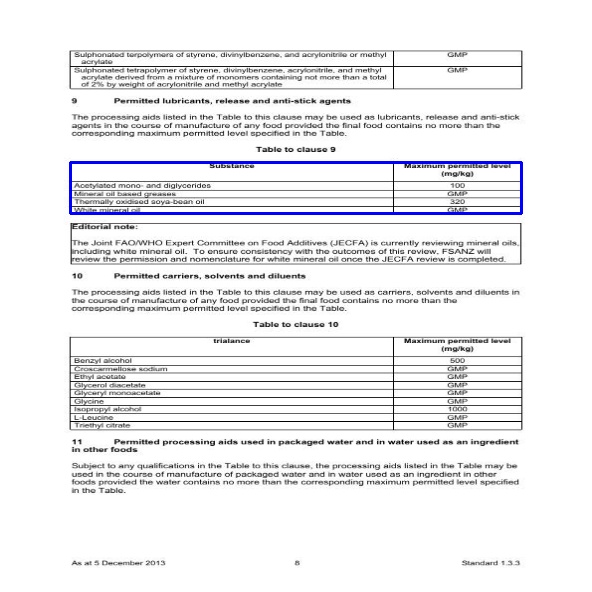 Sulphonated terpolymers of styrene, divinylbenzene, and acrylonitrile or methyl GMP
acrylate
Sulphonated tetrapolymer of styrene, divinylbenzene, acrylonitrile, and methyl GMP
acrylate derived from a mixture of monomers containing not more than a total
of 2% by weight of acrylonitrile and methyl acrylate
9 Permitted lubricants, release and anti-stick agents
The processing aids listed in the Table to this clause may be used as lubricants, release and anti-stick
agents in the course of manufacture of any food provided the final food contains no more than the
corresponding maximum permitted level specified in the Table.
Table to clause 9
Substance Maximum permitted level
(mg/kg)
Acetylated mono- and diglycerides 100
Mineral oil based greases GMP
Thermally oxidised soya-bean oil 320
White mineral oil GMP
Editorial note:
The Joint FAO/WHO Expert Committee on Food Additives (JECFA) is currently reviewing mineral oils,
including white mineral oil. To ensure consistency with the outcomes of this review, FSANZ will
review the permission and nomenclature for white mineral oil once the JECFA review is completed.
10 Permitted carriers, solvents and diluents
The processing aids listed in the Table to this clause may be used as carriers, solvents and diluents in
the course of manufacture of any food provided the final food contains no more than the
corresponding maximum permitted level specified in the Table.
Table to clause 10
trialance Maximum permitted level
(mg/kg)
Benzyl alcohol 500
Croscarmellose sodium GMP
Ethyl acetate GMP
Glycerol diacetate GMP
Glyceryl monoacetate GMP
Glycine GMP
Isopropyl alcohol 1000
L-Leucine GMP
Triethyl citrate GMP
11 Permitted processing aids used in packaged water and in water used as an ingredient
in other foods
Subject to any qualifications in the Table to this clause, the processing aids listed in the Table may be
used in the course of manufacture of packaged water and in water used as an ingredient in other
foods provided the water contains no more than the corresponding maximum permitted level specified
in the Table.
As at 5 December 2013 8 Standard 1.3.3